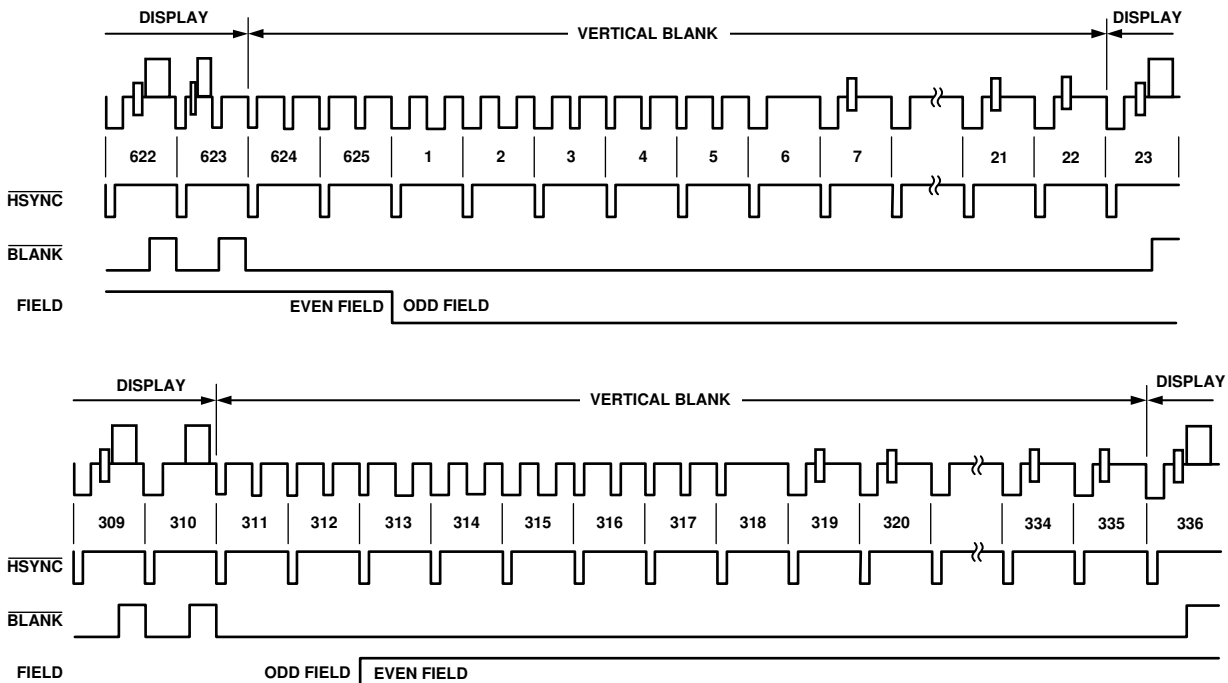 DISPLAY VERTICAL BLANK DISPLAY
622 623 624 625 1 2 3 4 5 6 7 21 22 23
HSYNC
BLANK
FIELD EVEN FIELD ODD FIELD
DISPLAY VERTICAL BLANK DISPLAY
309 310 311 312 313 314 315 316 317 318 319 320 334 335 336
HSYNC
BLANK
FIELD ODD FIELD EVEN FIELD